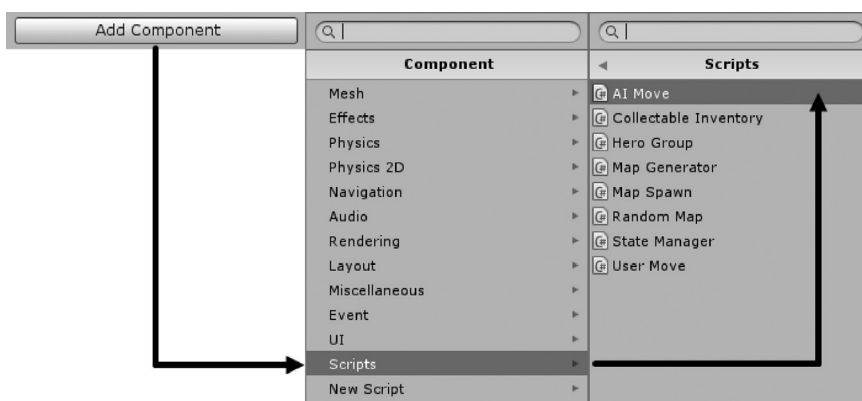 Add Component
Component
Mesh
Effects
Physics
Physics 2D
Navigation
Audio
Rendering
Layout
Miscellaneous
Event
UI
Scripts
New Script
Scripts
AI Move
Collectable Inventory
Hero Group
Map Generator
Map Spawn
Random Map
State Manager
User Move